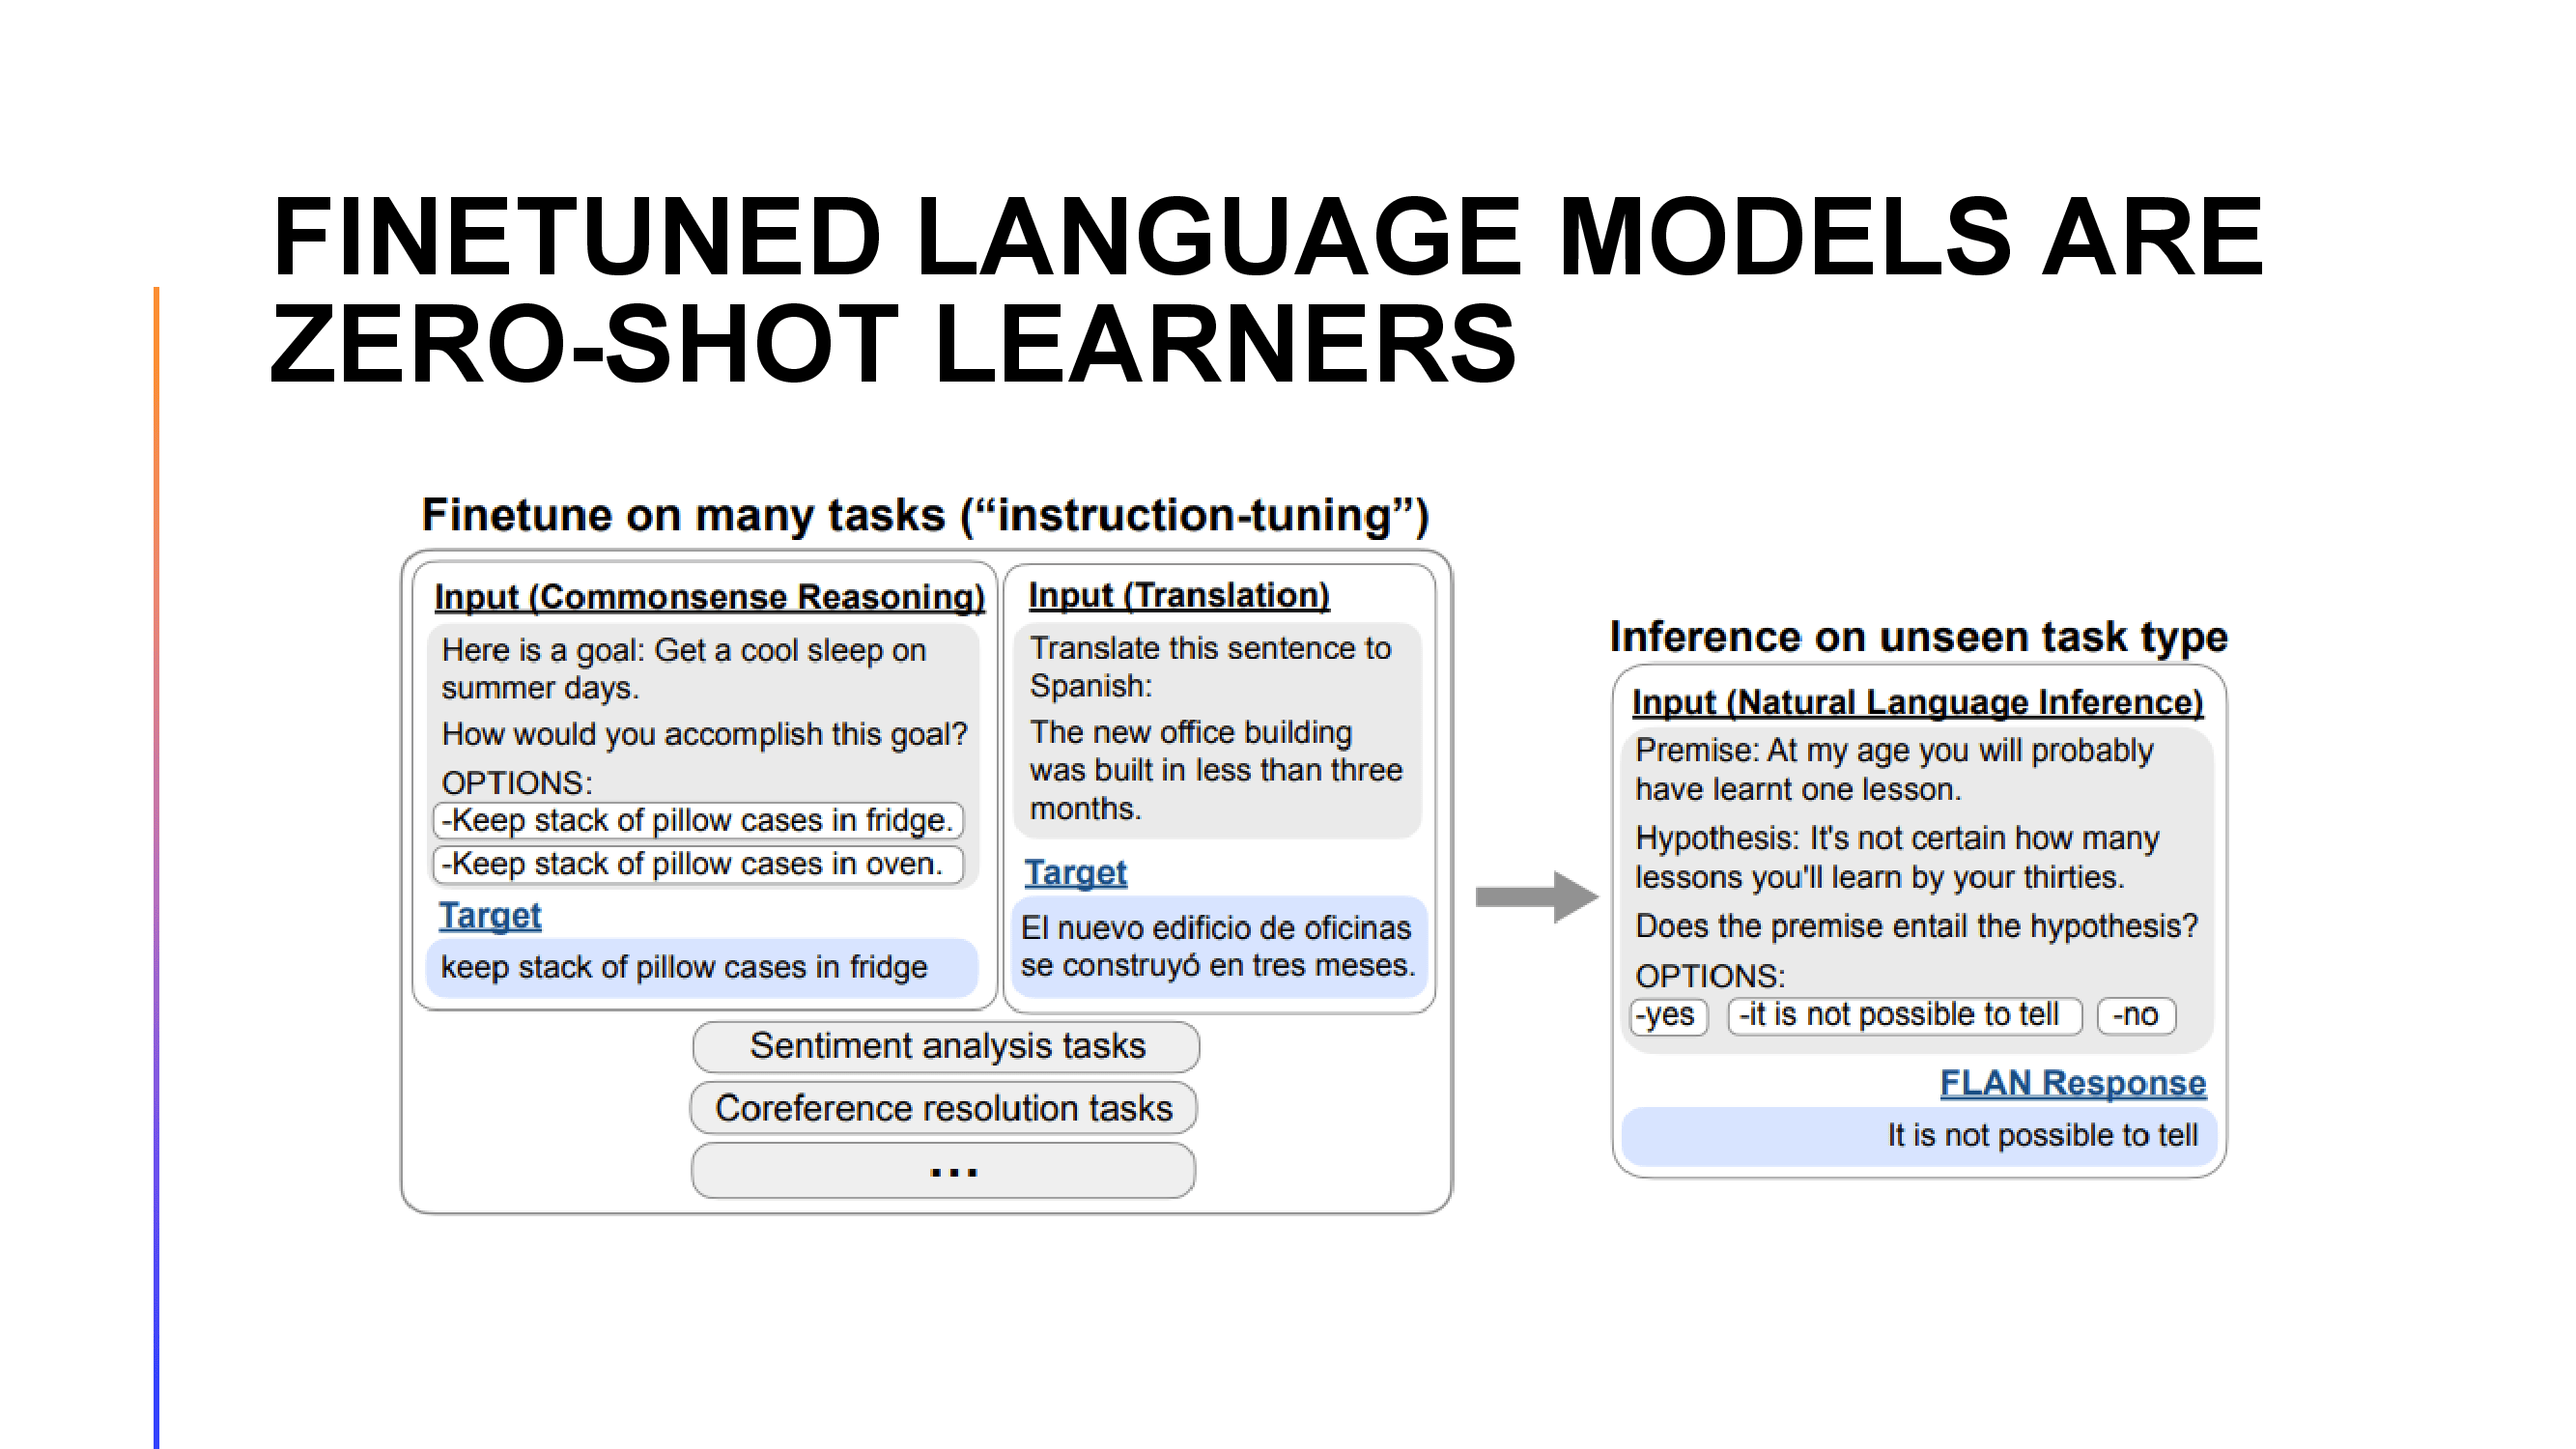 FINETUNED LANGUAGE MODELS ARE
ZERO-SHOT LEARNERS
Finetune on many tasks (“instruction-tuning”)
Input (Commonsense Reasoning)
Here is a goal: Get a cool sleep on
summer days.
How would you accomplish this goal?
OPTIONS:
-Keep stack of pillow cases in fridge.
-Keep stack of pillow cases in oven.
Target
keep stack of pillow cases in fridge
Input (Translation)
Translate this sentence to
Spanish:
The new office building
was built in less than three
months.
Target
El nuevo edificio de oficinas
se construyó en tres meses.
Sentiment analysis tasks
Coreference resolution tasks
...
Inference on unseen task type
Input (Natural Language Inference)
Premise: At my age you will probably
have learnt one lesson.
Hypothesis: It's not certain how many
lessons you'll learn by your thirties.
Does the premise entail the hypothesis?
OPTIONS:
-yes -it is not possible to tell -no
FLAN Response
It is not possible to tell